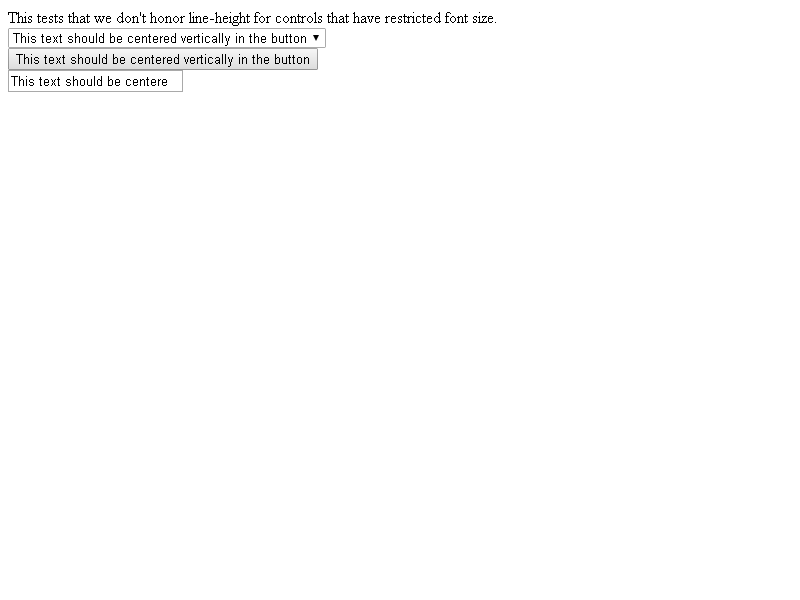 This tests that we don't honor line-height for controls that have restricted font size.
This text should be centered vertically in the button
This text should be centered vertically in the button
This text should be centere